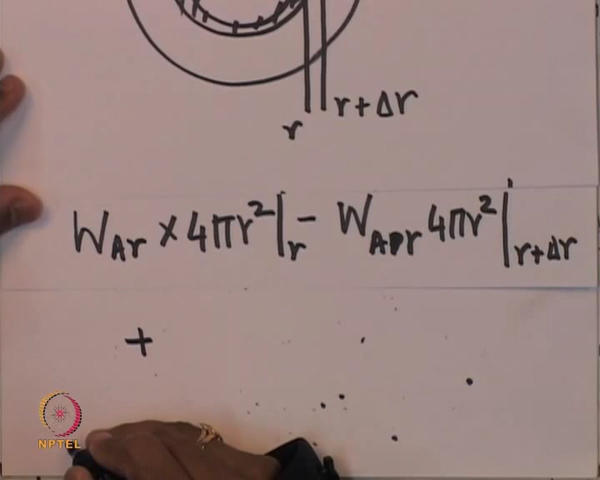 r+Δr
r
W_Ar × 4πr²|_r − W_Ar 4πr²|_r+Δr
+
NPTEL